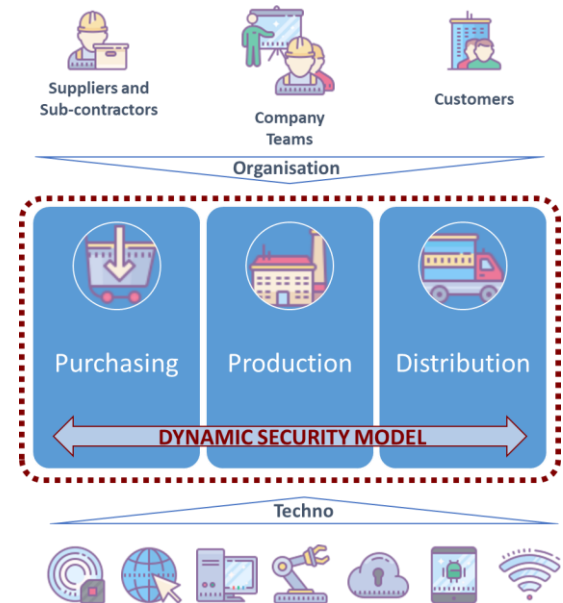 Suppliers and
Sub-contractors
Company
Teams
Customers
Organisation
Purchasing
Production
Distribution
DYNAMIC SECURITY MODEL
Techno